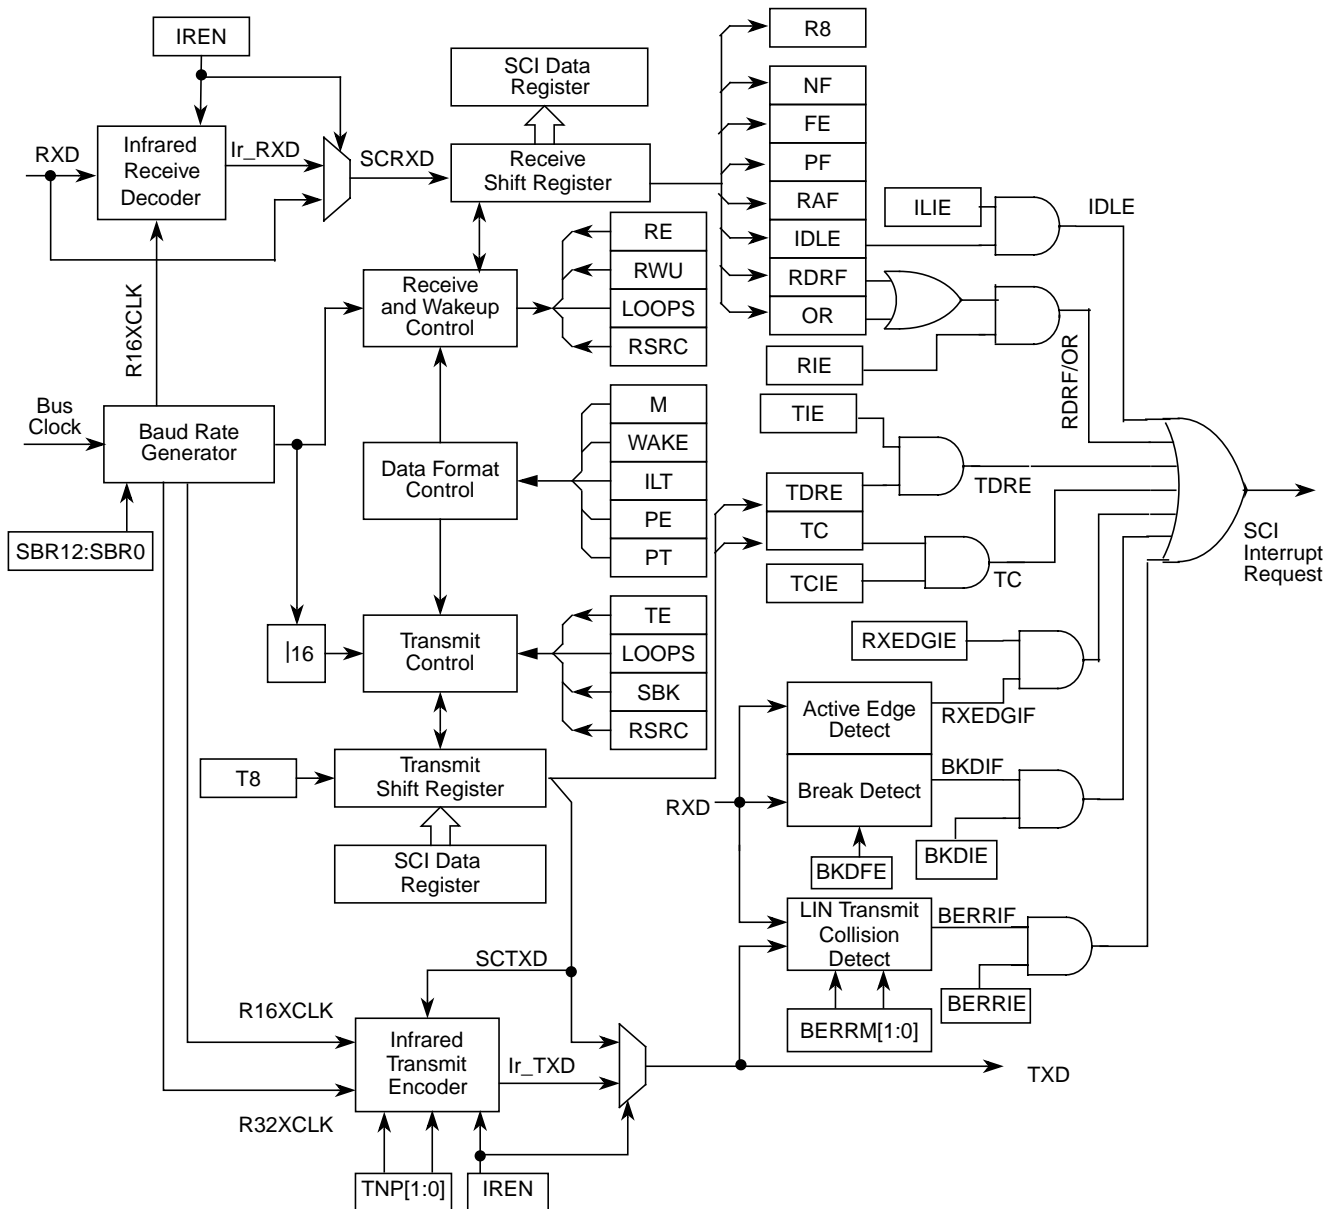 IREN
SCI Data
Register
R8
NF
FE
PF
RAF
IDLE
RDRF
OR
RXD
Infrared
Receive
Decoder
Ir_RXD
SCRXD
Receive
Shift Register
ILIE
IDLE
R16XCLK
Receive
and Wakeup
Control
RE
RWU
LOOPS
RSRC
RIE
RDRF/OR
Bus
Clock
Baud Rate
Generator
SBR12:SBR0
Data Format
Control
M
WAKE
ILT
PE
PT
TIE
TDRE
TC
TCIE
TDRE
TC
SCI
Interrupt
Request
|16
Transmit
Control
TE
LOOPS
SBK
RSRC
RXEDGIE
Active Edge
Detect
RXEDGIF
T8
Transmit
Shift Register
RXD
Break Detect
BKDIF
BKDIE
BKDFE
SCI Data
Register
LIN Transmit
Collision
Detect
BERRIF
BERRIE
BERRM[1:0]
SCTXD
R16XCLK
Infrared
Transmit
Encoder
Ir_TXD
R32XCLK
TXD
TNP[1:0]
IREN